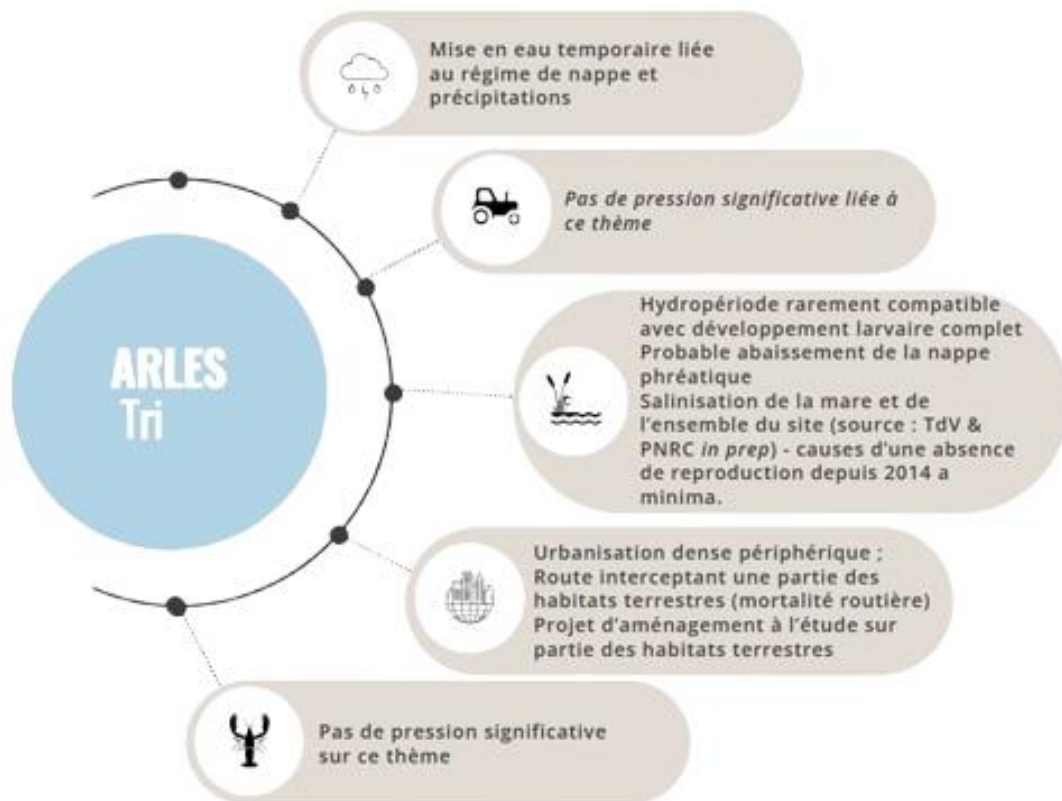 Mise en eau temporaire liée
au régime de nappe et
précipitations
Pas de pression significative liée à
ce thème
ARLES
Tri
Hydropériode rarement compatible
avec développement larvaire complet
Probable abaissement de la nappe
phréatique
Salinisation de la mare et de
l'ensemble du site (source : TdV &
PNRC in prep) - causes d'une absence
de reproduction depuis 2014 a
minima.
Urbanisation dense périphérique ;
Route interceptant une partie des
habitats terrestres (mortalité routière)
Projet d'aménagement à l'étude sur
partie des habitats terrestres
Pas de pression significative
sur ce thème